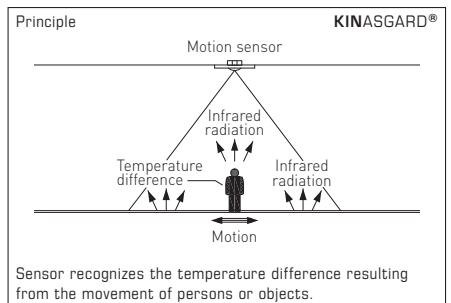 Principle
KINASGARD®
Motion sensor
Infrared
radiation
Temperature
difference
Infrared
radiation
Motion
Sensor recognizes the temperature difference resulting
from the movement of persons or objects.